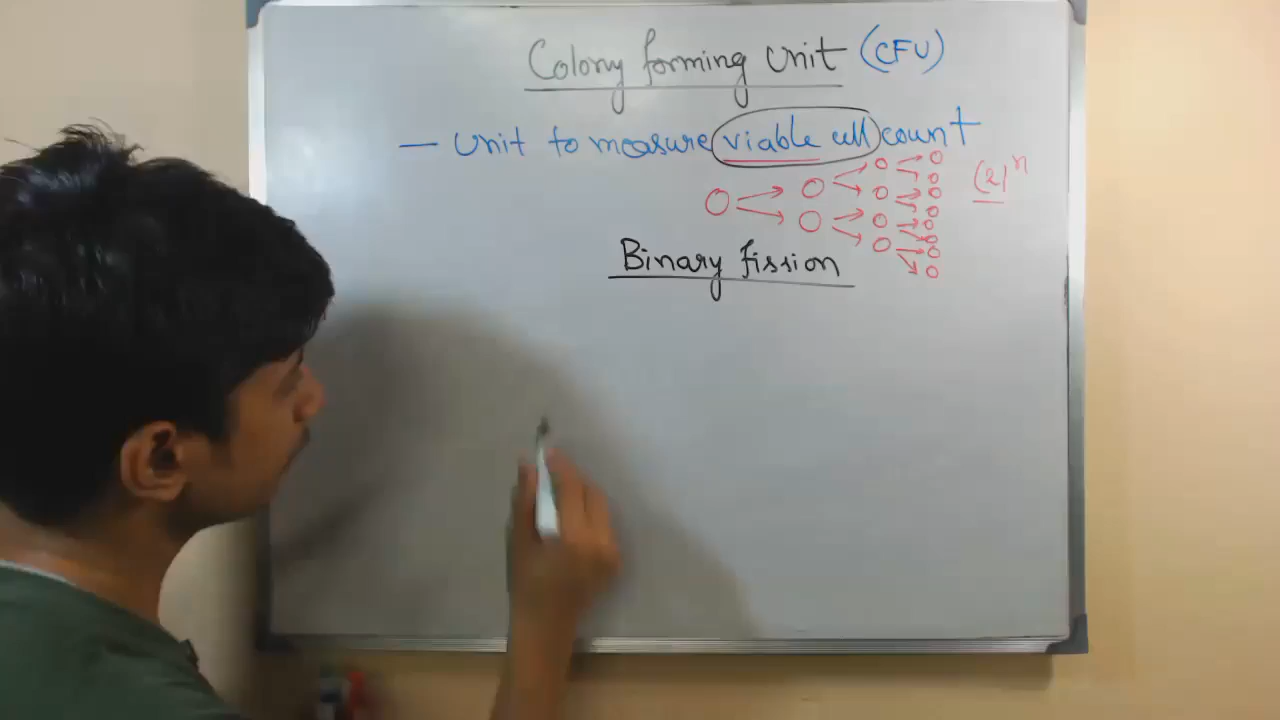 Colony forming Unit (CFU)
— Unit to measure viable cell count
(2)ⁿ
Binary fission